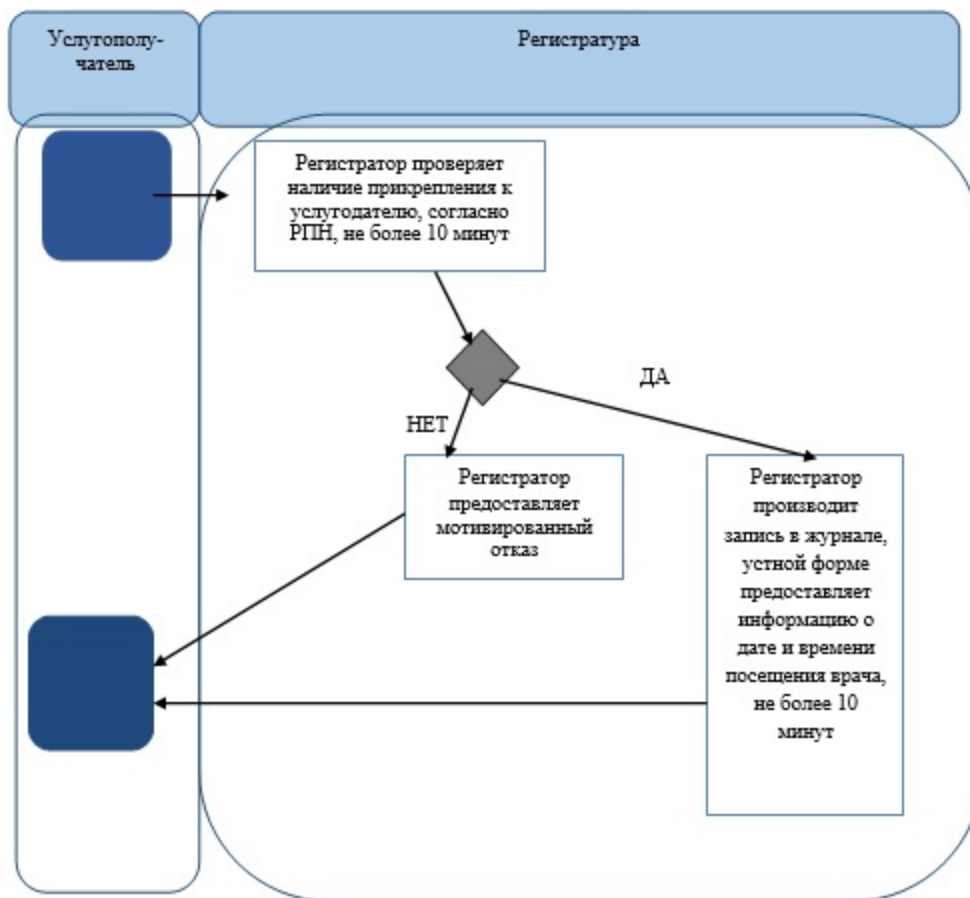 Услугополу-
чатель
Регистратура
Регистратор проверяет
наличие прикрепления к
услугодателю, согласно
РПН, не более 10 минут
ДА
НЕТ
Регистратор
предоставляет
мотивированный
отказ
Регистратор
производит
запись в журнале,
устной форме
предоставляет
информацию о
дате и времени
посещения врача,
не более 10
минут